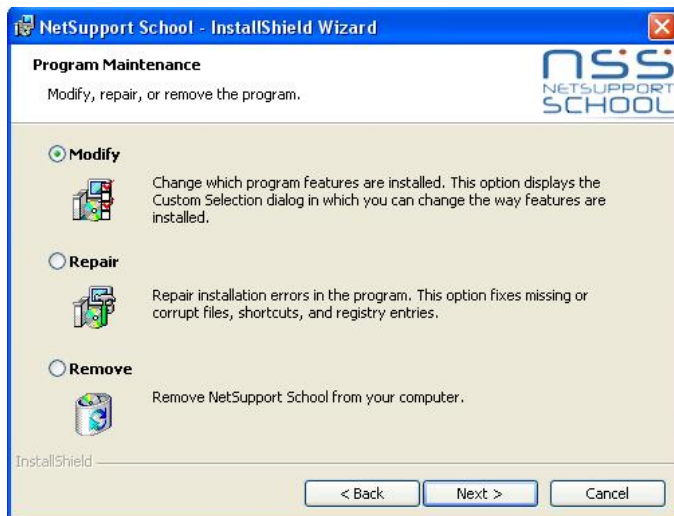 NetSupport School - InstallShield Wizard
Program Maintenance
Modify, repair, or remove the program.
nss
NETSUPPORT
SCHOOL
Modify
Change which program features are installed. This option displays the
Custom Selection dialog in which you can change the way features are
installed.
Repair
Repair installation errors in the program. This option fixes missing or
corrupt files, shortcuts, and registry entries.
Remove
Remove NetSupport School from your computer.
InstallShield
< Back
Next >
Cancel